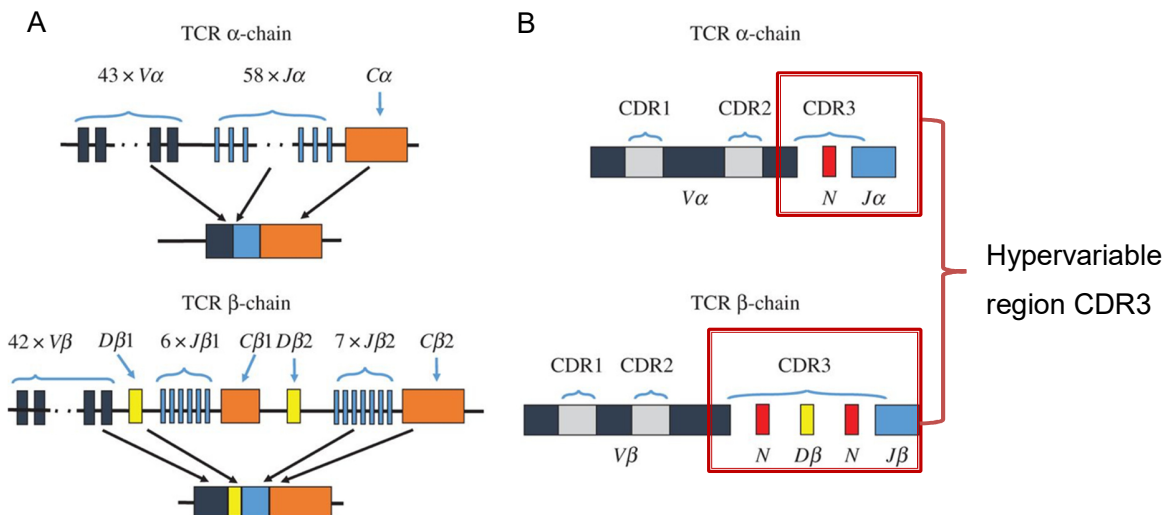 A
TCR α-chain
43 × Vα
58 × Jα
Cα
TCR β-chain
42 × Vβ
Dβ1
6 × Jβ1
Cβ1
Dβ2
7 × Jβ2
Cβ2
B
TCR α-chain
CDR1
CDR2
CDR3
Vα
N
Jα
TCR β-chain
CDR1
CDR2
CDR3
Vβ
N
Dβ
N
Jβ
Hypervariable
region CDR3